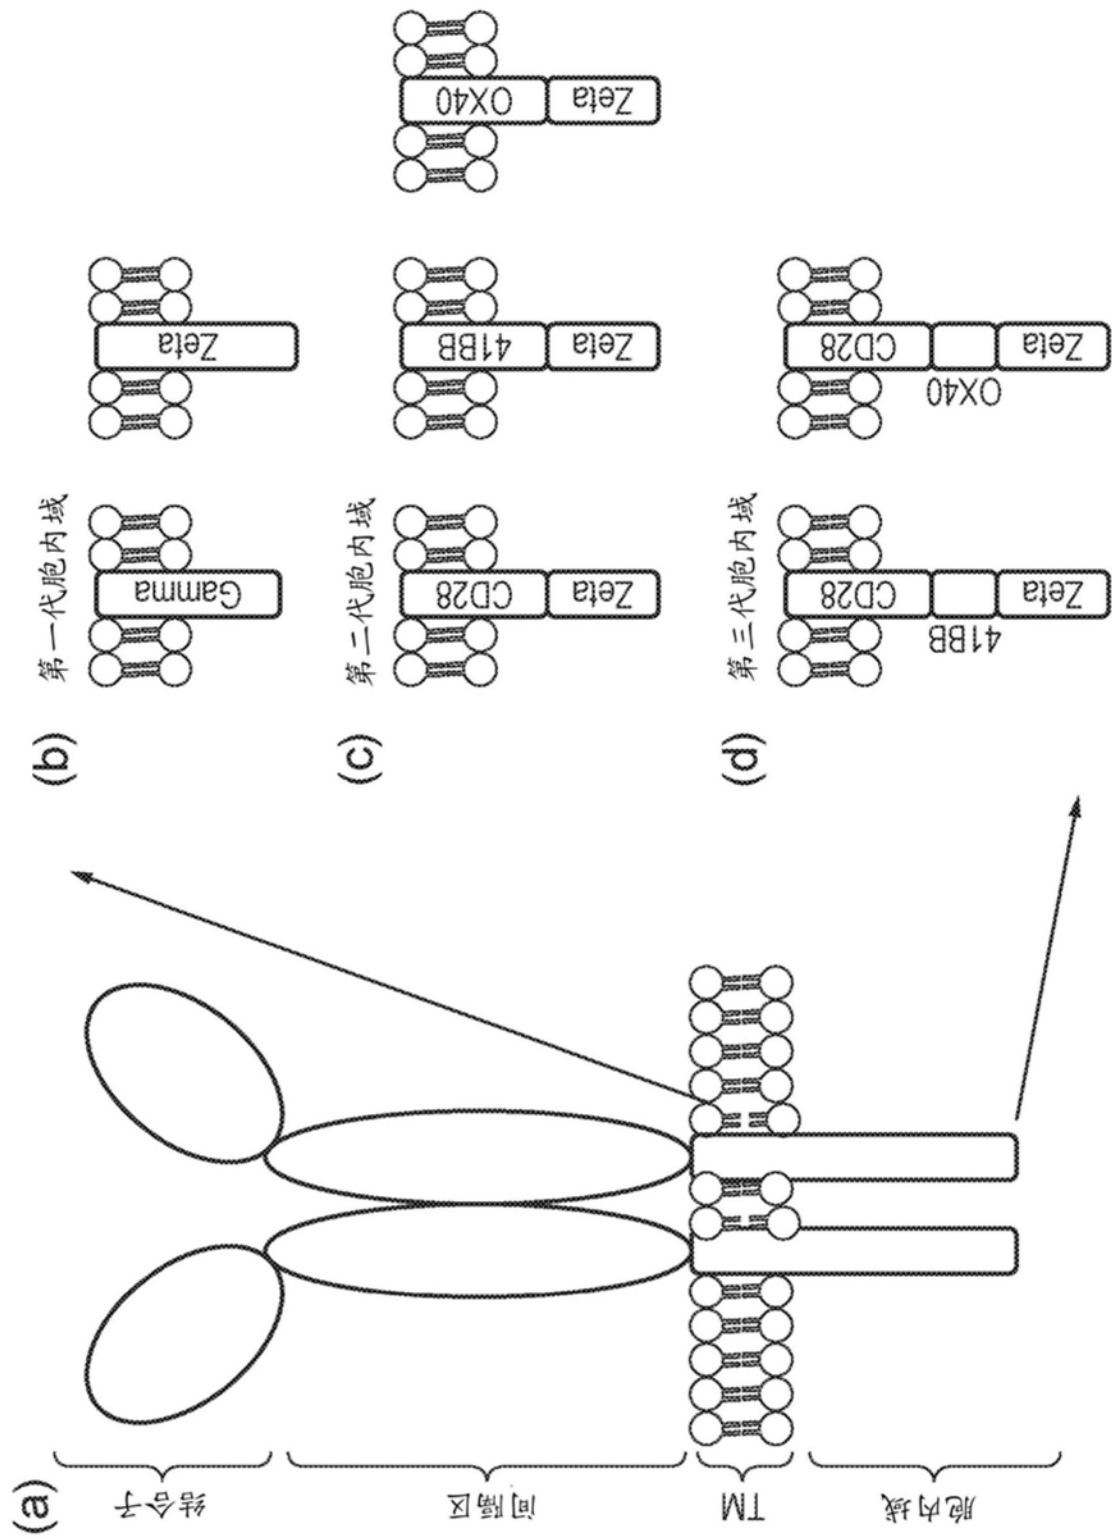 (a)
结合子
间隔区
TM
胞内域
(b)
第一代胞内域
Gamma
Zeta
(c)
第二代胞内域
CD28
Zeta
41BB
Zeta
OX40
Zeta
(d)
第三代胞内域
CD28
41BB
Zeta
CD28
OX40
Zeta